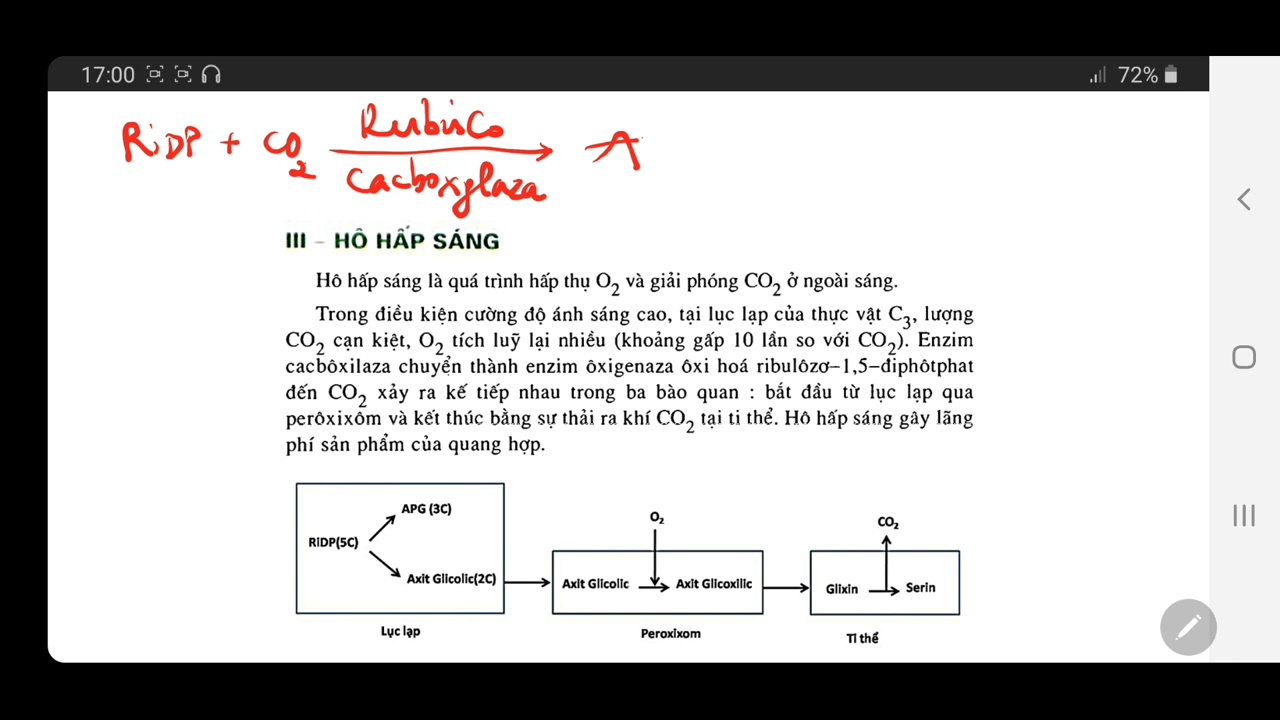 17:00
72%
RiDP + CO2 RubisCo A
Cacboxylaza
III - HÔ HẤP SÁNG
Hô hấp sáng là quá trình hấp thụ O2 và giải phóng CO2 ở ngoài sáng.
Trong điều kiện cường độ ánh sáng cao, tại lục lạp của thực vật C3, lượng
CO2 cạn kiệt, O2 tích luỹ lại nhiều (khoảng gấp 10 lần so với CO2). Enzim
cacbôxilaza chuyển thành enzim ôxigenaza ôxi hoá ribulôzơ-1,5-điphôtphat
đến CO2 xảy ra kế tiếp nhau trong ba bào quan : bắt đầu từ lục lạp qua
perôxixôm và kết thúc bằng sự thải ra khí CO2 tại ti thể. Hô hấp sáng gây lãng
phí sản phẩm của quang hợp.
APG (3C)
RiDP(5C)
Axit Glicolic(2C)
Lục lạp
O2
Axit Glicolic → Axit Glicoxilic
Peroxixom
CO2
Glixin → Serin
Ti thể